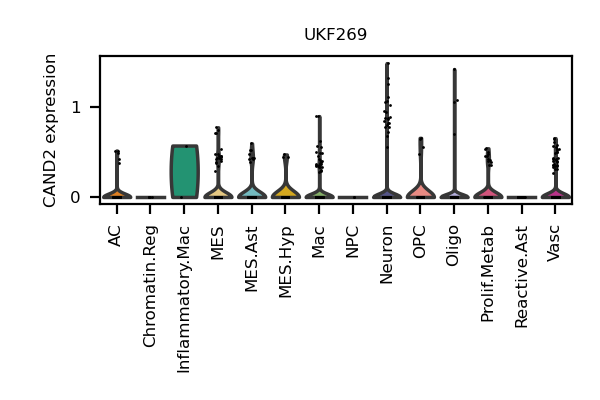 UKF269
CAND2 expression
1
0
AC
Chromatin.Reg
Inflammatory.Mac
MES
MES.Ast
MES.Hyp
Mac
NPC
Neuron
OPC
Oligo
Prolif.Metab
Reactive.Ast
Vasc